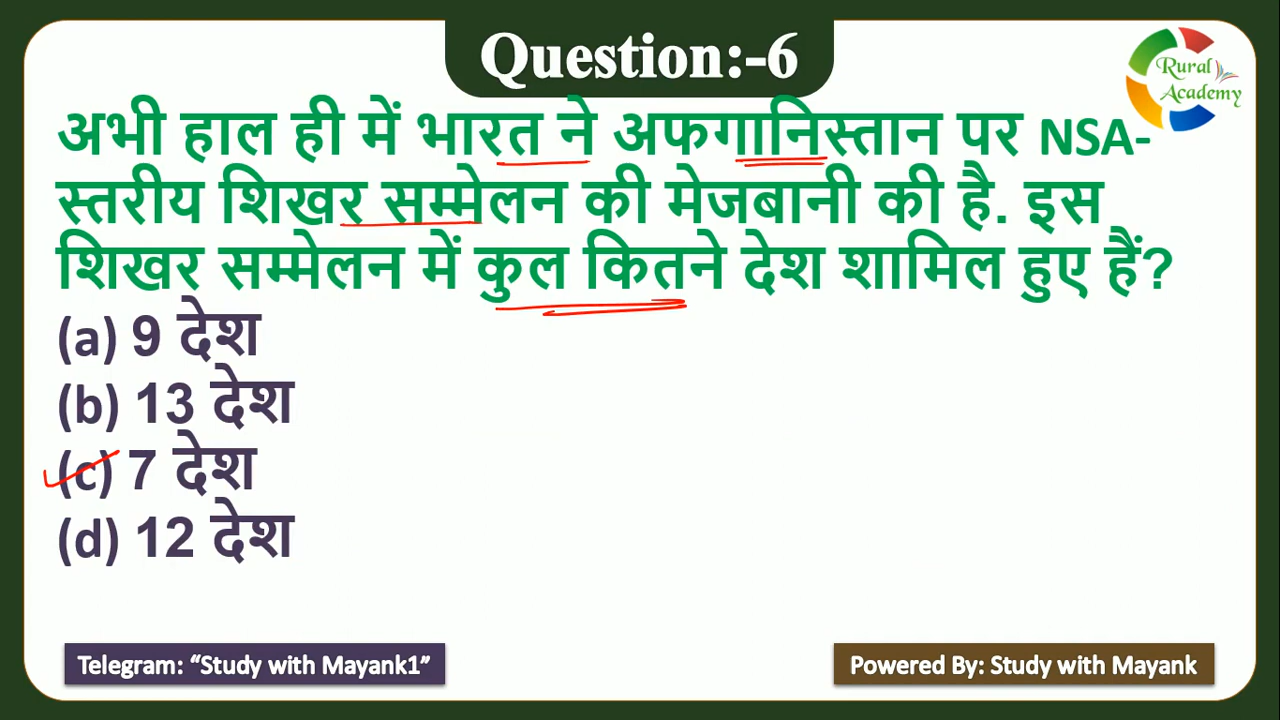 Question:-6
Rural
Academy
अभी हाल ही में भारत ने अफगानिस्तान पर NSA-
स्तरीय शिखर सम्मेलन की मेजबानी की है. इस
शिखर सम्मेलन में कुल कितने देश शामिल हुए हैं?
(a) 9 देश
(b) 13 देश
(c) 7 देश
(d) 12 देश
Telegram: “Study with Mayank1”
Powered By: Study with Mayank